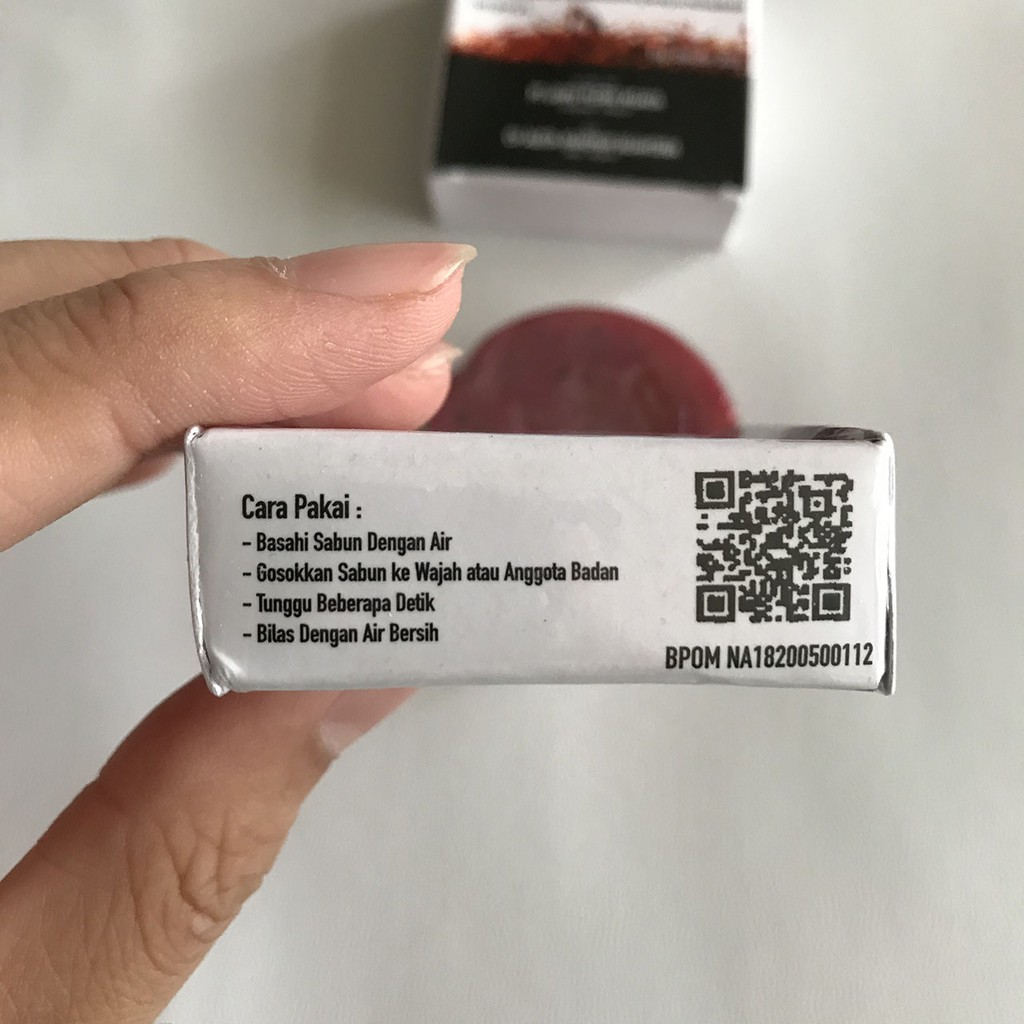 Cara Pakai :
- Basahi Sabun Dengan Air
- Gosokkan Sabun ke Wajah atau Anggota Badan
- Tunggu Beberapa Detik
- Bilas Dengan Air Bersih
BPOM NA18200500112